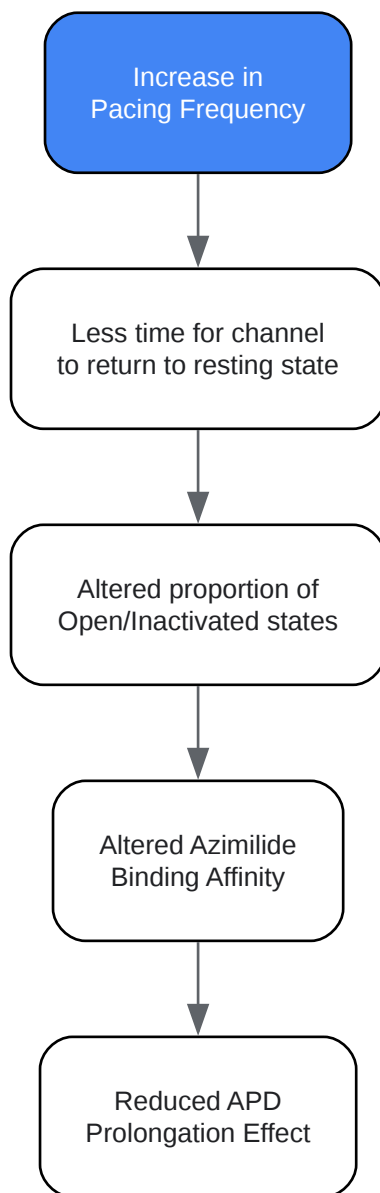 Increase in
Pacing Frequency
Less time for channel
to return to resting state
Altered proportion of
Open/Inactivated states
Altered Azimilide
Binding Affinity
Reduced APD
Prolongation Effect